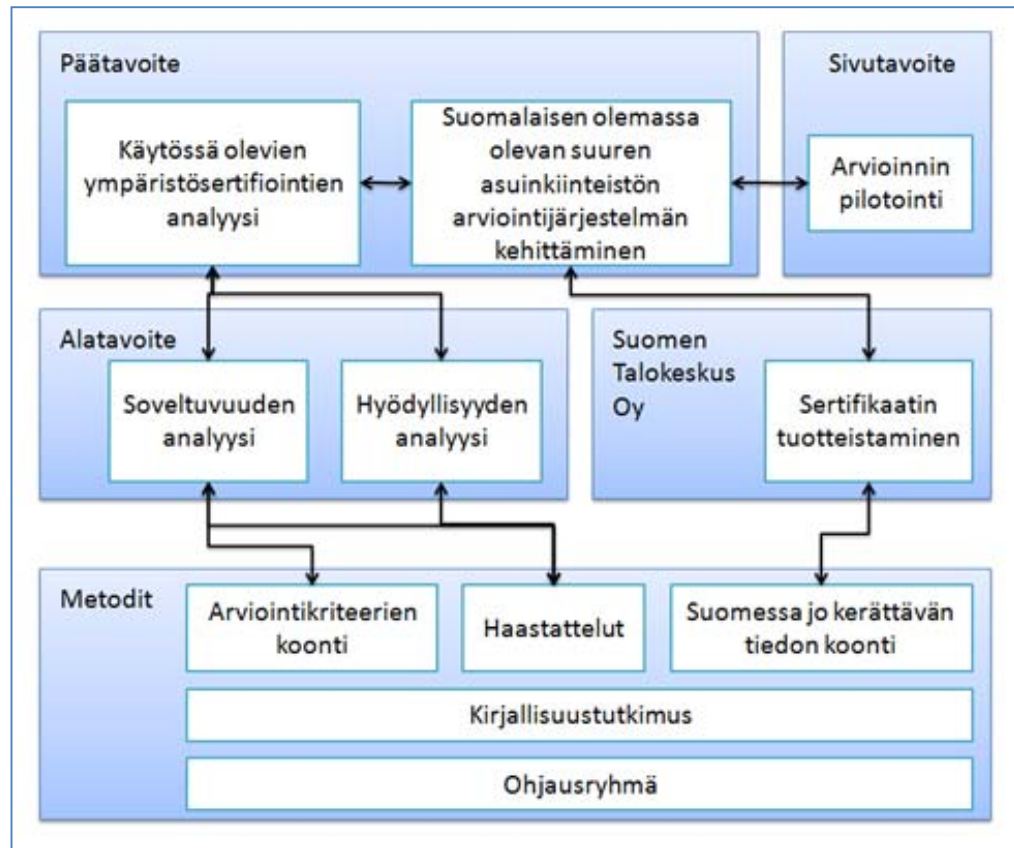 Päätavoite
Käytössä olevien
ympäristösertifiointien
analyysi
Suomalaisen olemassa
olevan suuren
asuinkiinteistön
arviointijärjestelmän
kehittäminen
Sivutavoite
Arvioinnin
pilotointi
Alatavoite
Soveltuvuuden
analyysi
Hyödyllisyyden
analyysi
Suomen
Talokeskus
Oy
Sertifikaatin
tuotteistaminen
Metodit
Arviointikriteerien
koonti
Haastattelut
Suomessa jo kerättävän
tiedon koonti
Kirjallisuustutkimus
Ohjausryhmä